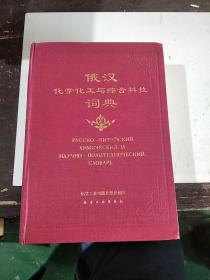 俄汉
化学化工与综合科技
词典
РУССКО-КИТАЙСКИЙ
ХИМИЧЕСКИЙ И
НАУЧНО-ПОЛИТЕХНИЧЕСКИЙ
СЛОВАРЬ